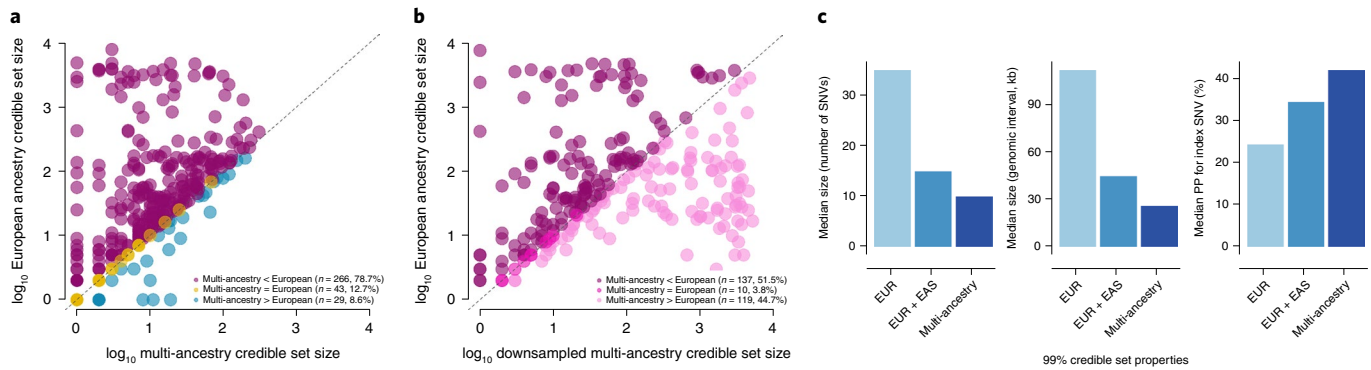 a
log10 European ancestry credible set size
4
3
2
1
0
0
1
2
3
4
log10 multi-ancestry credible set size
Multi-ancestry < European (n = 266, 78.7%)
Multi-ancestry = European (n = 43, 12.7%)
Multi-ancestry > European (n = 29, 8.6%)
b
log10 European ancestry credible set size
4
3
2
1
0
0
1
2
3
4
log10 downsampled multi-ancestry credible set size
Multi-ancestry < European (n = 137, 51.5%)
Multi-ancestry = European (n = 10, 3.8%)
Multi-ancestry > European (n = 119, 44.7%)
c
Median size (number of SNVs)
30
20
10
0
EUR
EUR + EAS
Multi-ancestry
Median size (genomic interval, kb)
90
60
30
0
EUR
EUR + EAS
Multi-ancestry
Median PP for index SNV (%)
40
30
20
10
0
EUR
EUR + EAS
Multi-ancestry
99% credible set properties